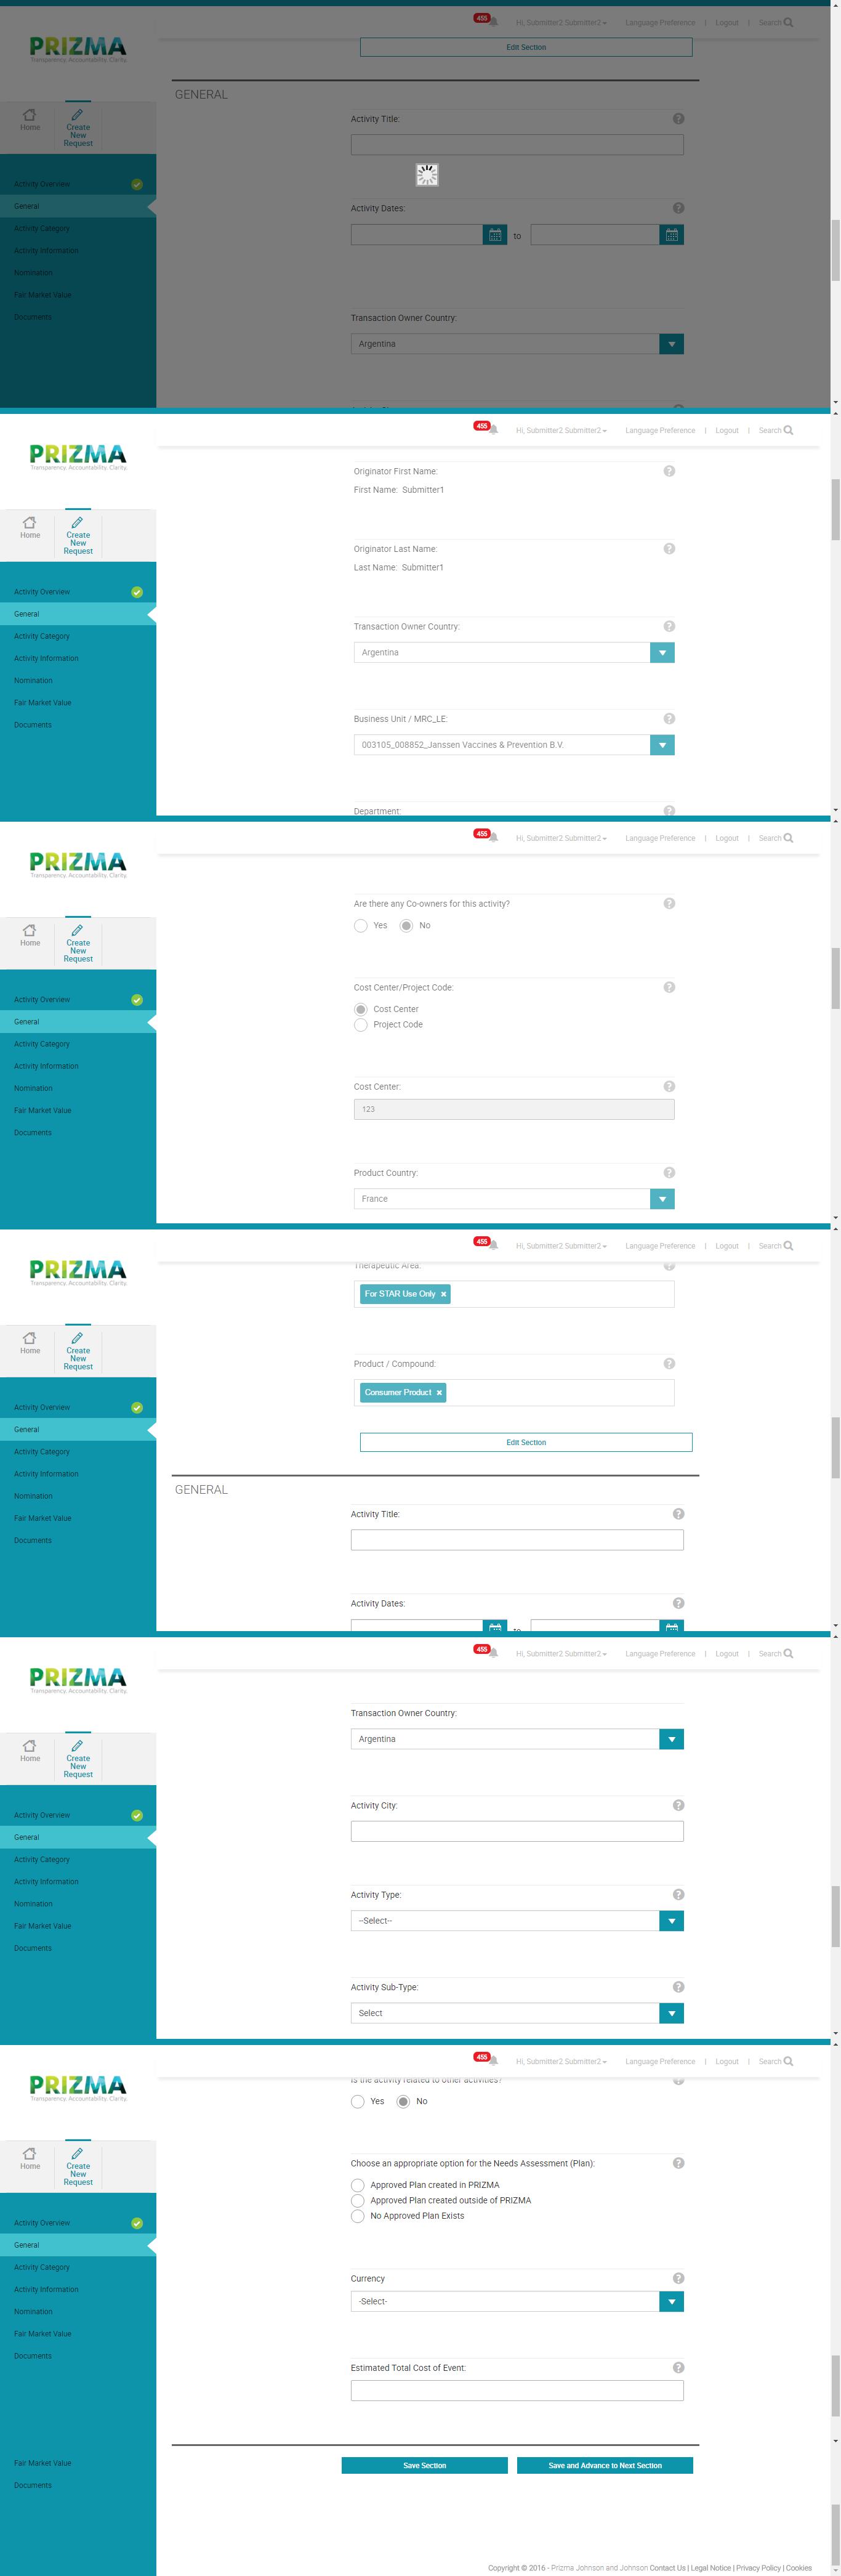 455 Hi, Submitter2 Submitter2 Language Preference | Logout | Search
PRIZMA
Transparency. Accountability. Clarity.
Edit Section
GENERAL
Home
Create New Request
Activity Overview
General
Activity Category
Activity Information
Nomination
Fair Market Value
Documents
Activity Title:
Activity Dates:
to
Transaction Owner Country:
Argentina
455 Hi, Submitter2 Submitter2 Language Preference | Logout | Search
PRIZMA
Transparency. Accountability. Clarity.
Home
Create New Request
Activity Overview
General
Activity Category
Activity Information
Nomination
Fair Market Value
Documents
Originator First Name:
First Name: Submitter1
Originator Last Name:
Last Name: Submitter1
Transaction Owner Country:
Argentina
Business Unit / MRC_LE:
003105_008852_Janssen Vaccines & Prevention B.V.
Department:
455 Hi, Submitter2 Submitter2 Language Preference | Logout | Search
PRIZMA
Transparency. Accountability. Clarity.
Home
Create New Request
Activity Overview
General
Activity Category
Activity Information
Nomination
Fair Market Value
Documents
Are there any Co-owners for this activity?
Yes No
Cost Center/Project Code:
Cost Center
Project Code
Cost Center:
123
Product Country:
France
455 Hi, Submitter2 Submitter2 Language Preference | Logout | Search
PRIZMA
Transparency. Accountability. Clarity.
Home
Create New Request
Activity Overview
General
Activity Category
Activity Information
Nomination
Fair Market Value
Documents
Therapeutic Area:
For STAR Use Only
Product / Compound:
Consumer Product
Edit Section
GENERAL
Activity Title:
Activity Dates:
to
455 Hi, Submitter2 Submitter2 Language Preference | Logout | Search
PRIZMA
Transparency. Accountability. Clarity.
Home
Create New Request
Activity Overview
General
Activity Category
Activity Information
Nomination
Fair Market Value
Documents
Transaction Owner Country:
Argentina
Activity City:
Activity Type:
--Select--
Activity Sub-Type:
Select
455 Hi, Submitter2 Submitter2 Language Preference | Logout | Search
PRIZMA
Transparency. Accountability. Clarity.
Home
Create New Request
Activity Overview
General
Activity Category
Activity Information
Nomination
Fair Market Value
Documents
Is the activity related to other activities?
Yes No
Choose an appropriate option for the Needs Assessment (Plan):
Approved Plan created in PRIZMA
Approved Plan created outside of PRIZMA
No Approved Plan Exists
Currency
-Select-
Estimated Total Cost of Event:
Fair Market Value
Documents
Save Section
Save and Advance to Next Section
Copyright © 2016 - Prizma Johnson and Johnson Contact Us | Legal Notice | Privacy Policy | Cookies